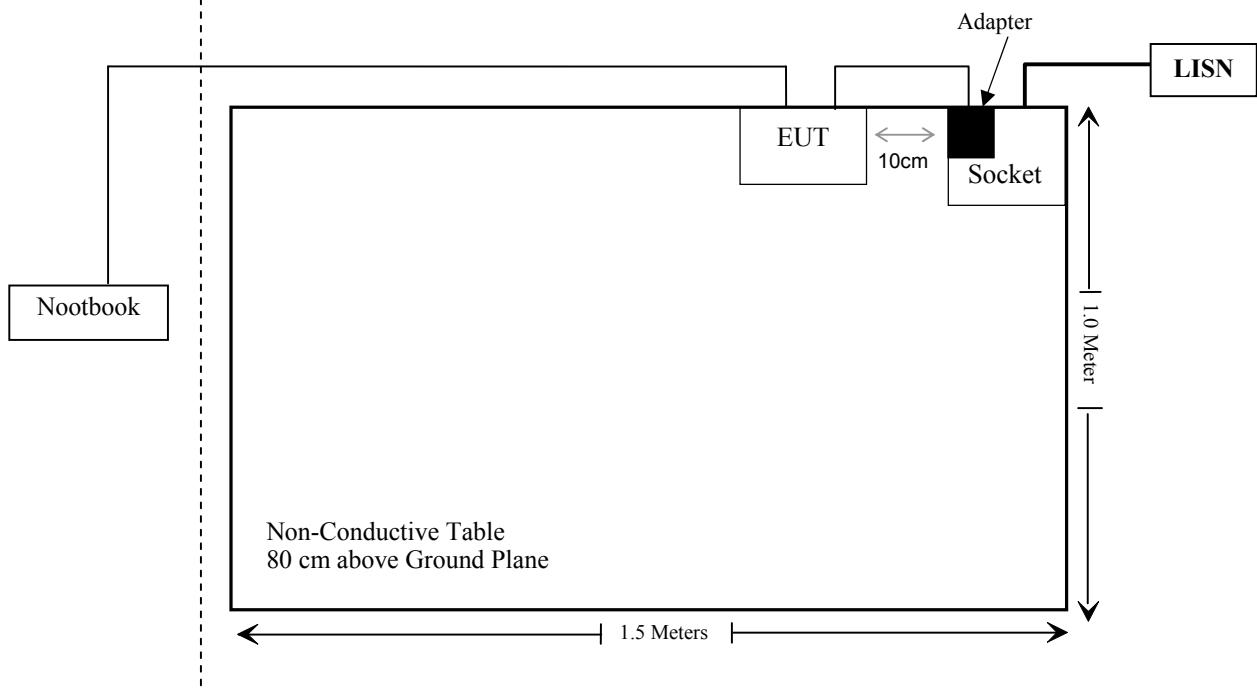 Adapter
LISN
EUT
10cm
Socket
Nootbook
1.0 Meter
Non-Conductive Table
80 cm above Ground Plane
1.5 Meters